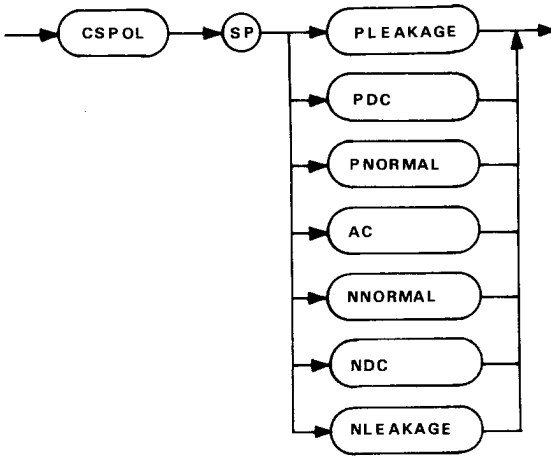 CSPOL SP PLEAKAGE
PDC
PNORMAL
AC
NNORMAL
NDC
NLEAKAGE